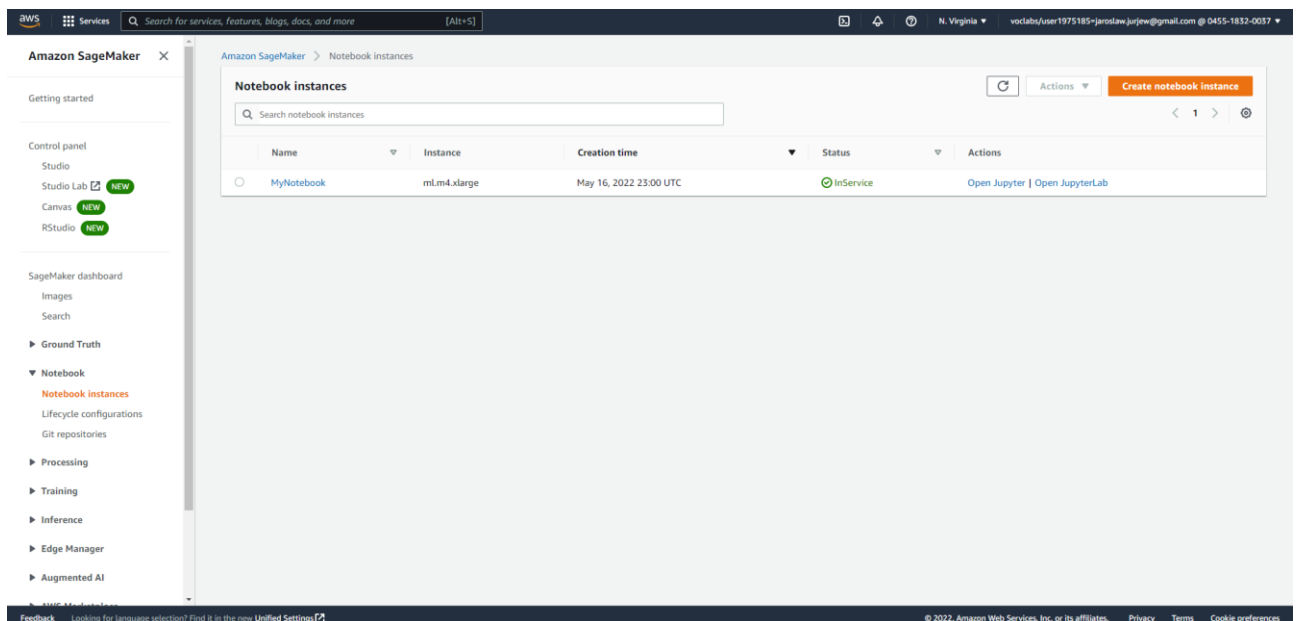 aws Services Search for services, features, blogs, docs, and more [Alt+S] N. Virginia voclabs/user1975185=jaroslaw.jurjew@gmail.com @ 0455-1832-0037
Amazon SageMaker
Getting started
Control panel
Studio
Studio Lab NEW
Canvas NEW
RStudio NEW
SageMaker dashboard
Images
Search
Ground Truth
Notebook
Notebook instances
Lifecycle configurations
Git repositories
Processing
Training
Inference
Edge Manager
Augmented AI
Amazon SageMaker > Notebook instances
Notebook instances Actions Create notebook instance
Search notebook instances 1
Name Instance Creation time Status Actions
MyNotebook ml.m4.xlarge May 16, 2022 23:00 UTC InService Open Jupyter | Open JupyterLab
Feedback Looking for language selection? Find it in the new Unified Settings © 2022, Amazon Web Services, Inc. or its affiliates. Privacy Terms Cookie preferences